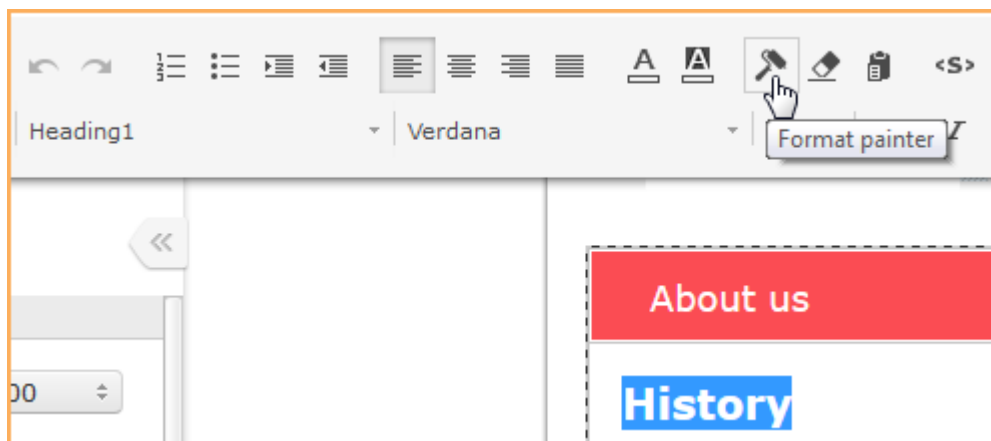 A A <S>
Heading1 Verdana I
Format painter
About us
00
History